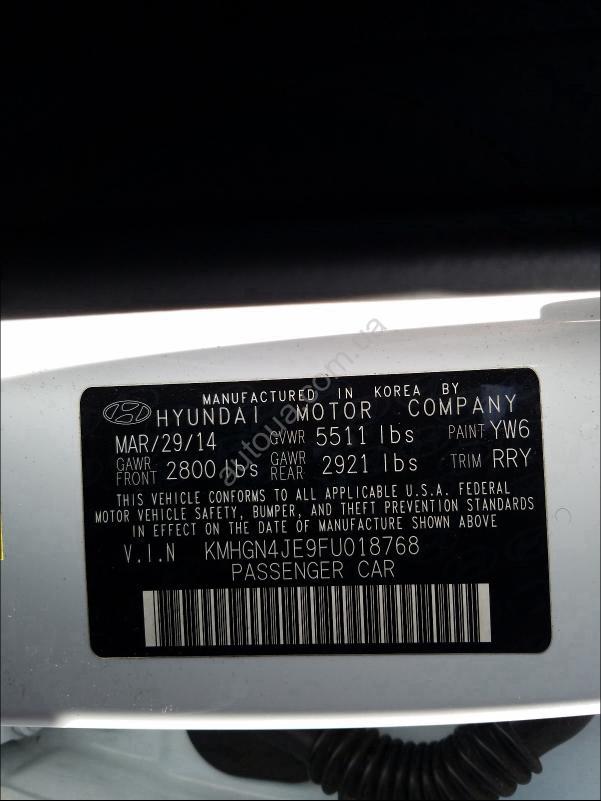 MANUFACTURED IN KOREA BY
HYUNDAI MOTOR COMPANY
MAR/29/14 GVWR 5511 lbs PAINT YW6
GAWR FRONT 2800 lbs GAWR REAR 2921 lbs TRIM RRY
THIS VEHICLE CONFORMS TO ALL APPLICABLE U.S.A. FEDERAL
MOTOR VEHICLE SAFETY, BUMPER, AND THEFT PREVENTION STANDARDS
IN EFFECT ON THE DATE OF MANUFACTURE SHOWN ABOVE
V.I.N KMHGN4JE9FU018768
PASSENGER CAR
autoua.com.ua